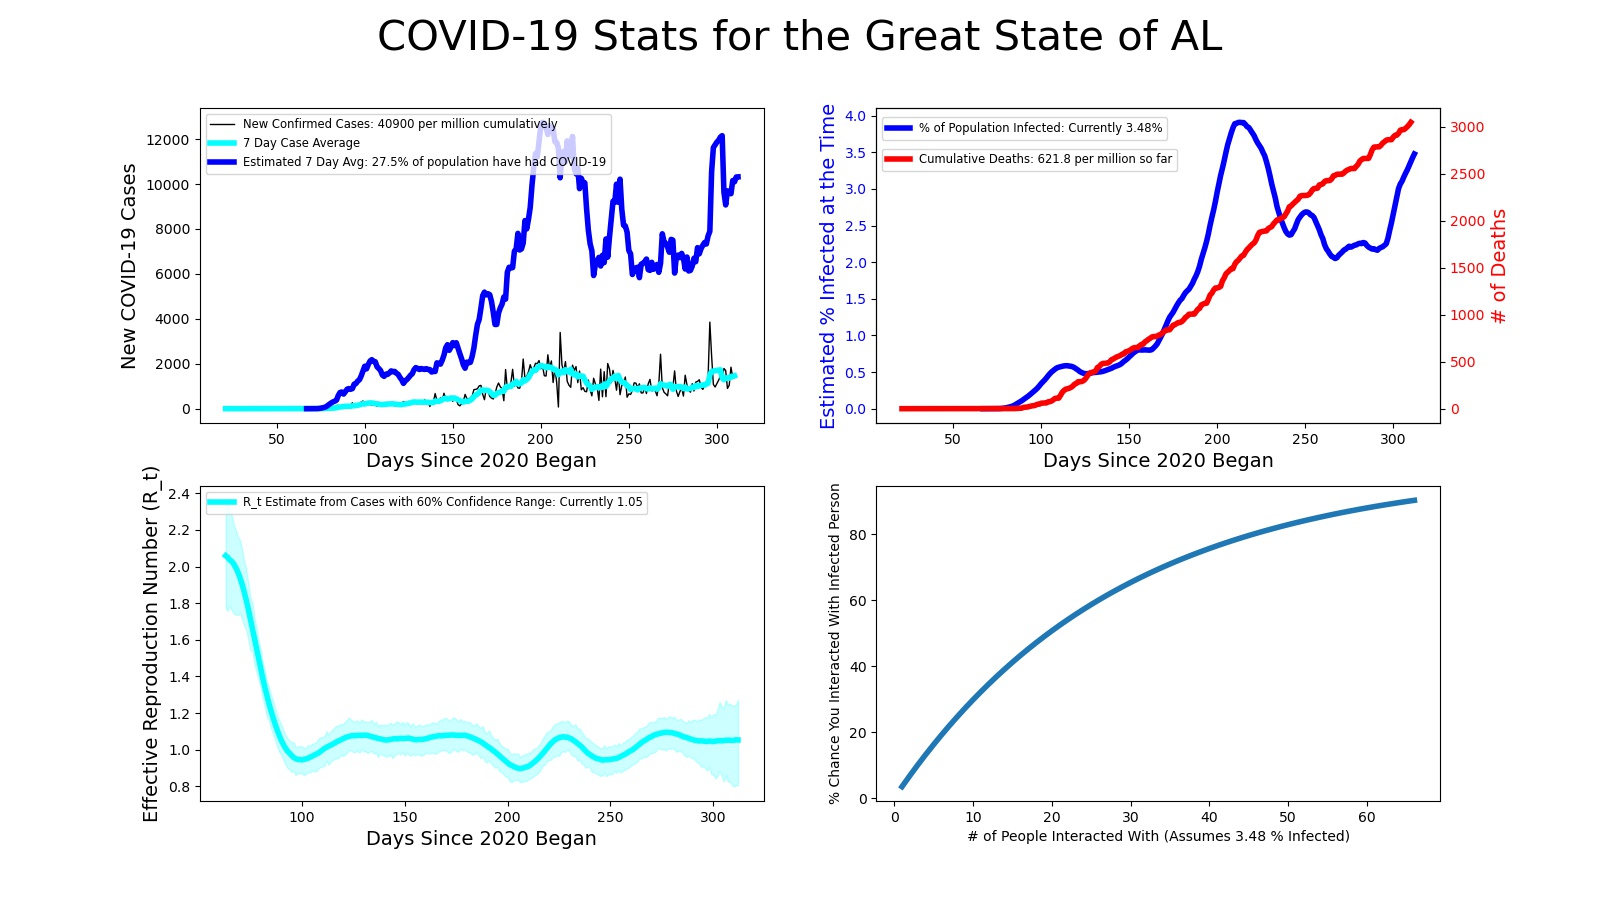 COVID-19 Stats for the Great State of AL
New COVID-19 Cases
12000
10000
8000
6000
4000
2000
0
New Confirmed Cases: 40900 per million cumulatively
7 Day Case Average
Estimated 7 Day Avg: 27.5% of population have had COVID-19
50 100 150 200 250 300
Days Since 2020 Began
Estimated % Infected at the Time
4.0
3.5
3.0
2.5
2.0
1.5
1.0
0.5
0.0
% of Population Infected: Currently 3.48%
Cumulative Deaths: 621.8 per million so far
3000
2500
2000
1500
1000
500
0
# of Deaths
50 100 150 200 250 300
Days Since 2020 Began
Effective Reproduction Number (R_t)
2.4
2.2
2.0
1.8
1.6
1.4
1.2
1.0
0.8
R_t Estimate from Cases with 60% Confidence Range: Currently 1.05
100 150 200 250 300
Days Since 2020 Began
% Chance You Interacted With Infected Person
80
60
40
20
0
0 10 20 30 40 50 60
# of People Interacted With (Assumes 3.48 % Infected)